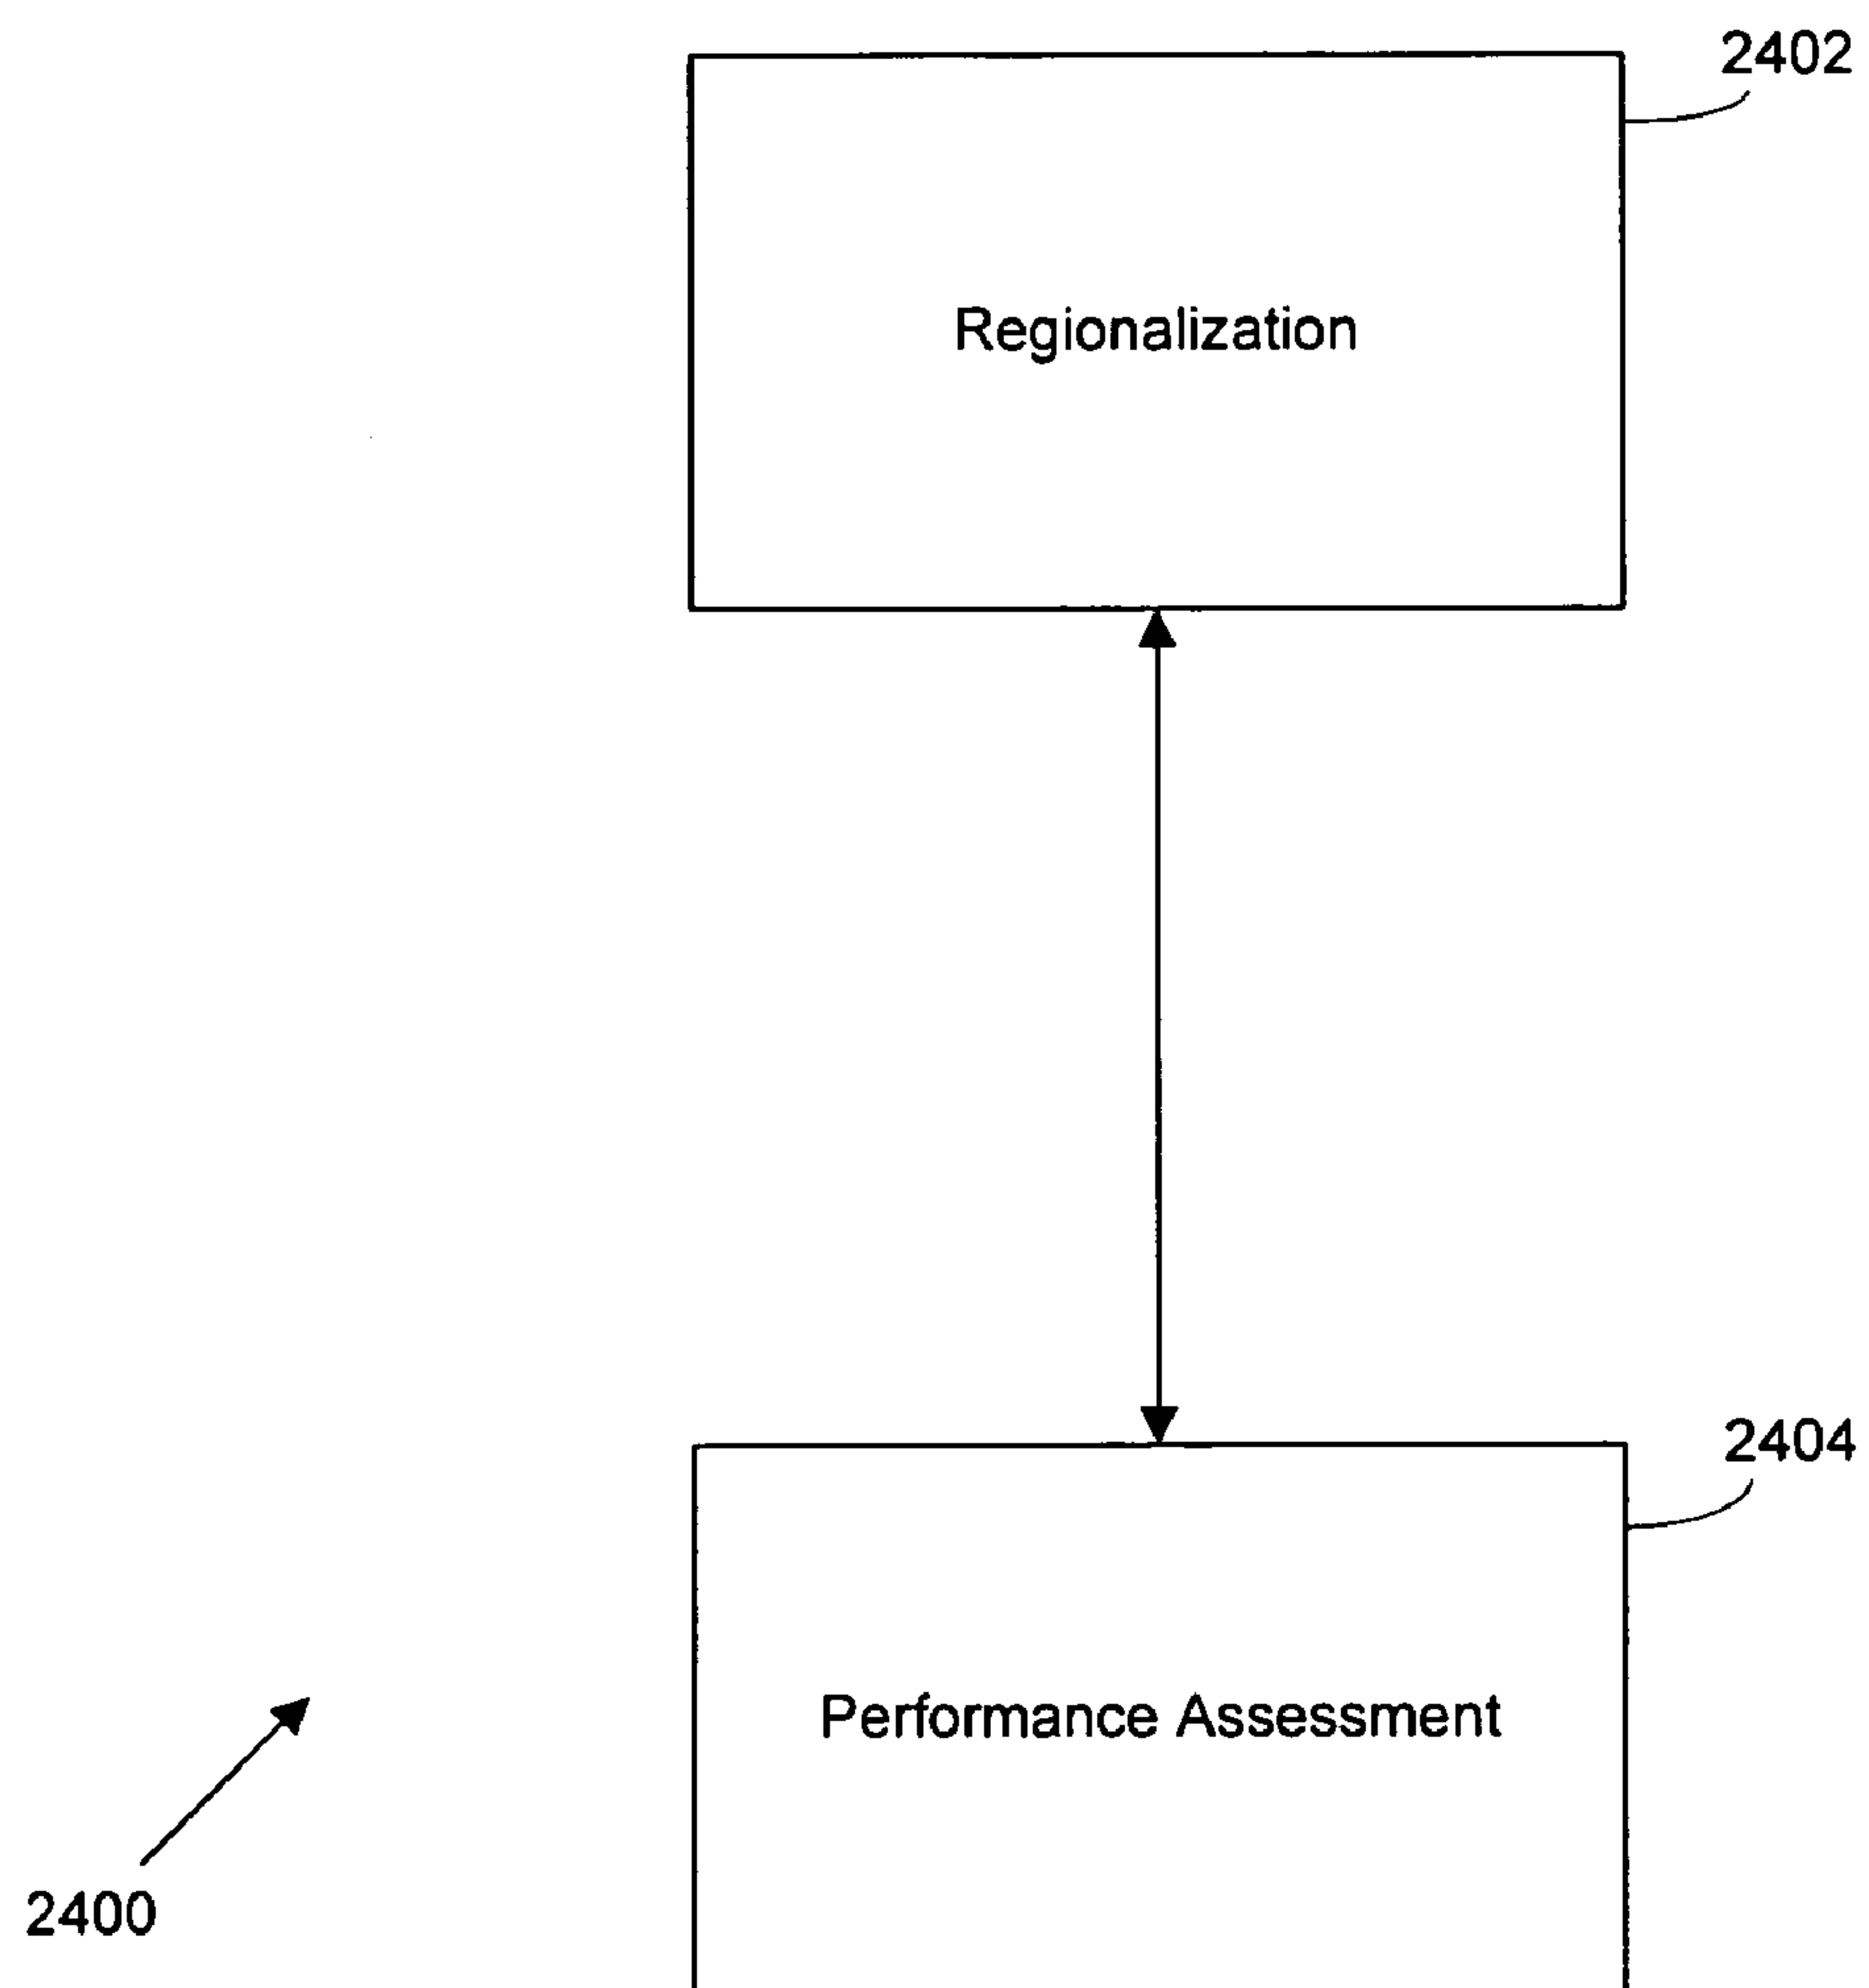 2402
Regionalization
2404
Performance Assessment
2400